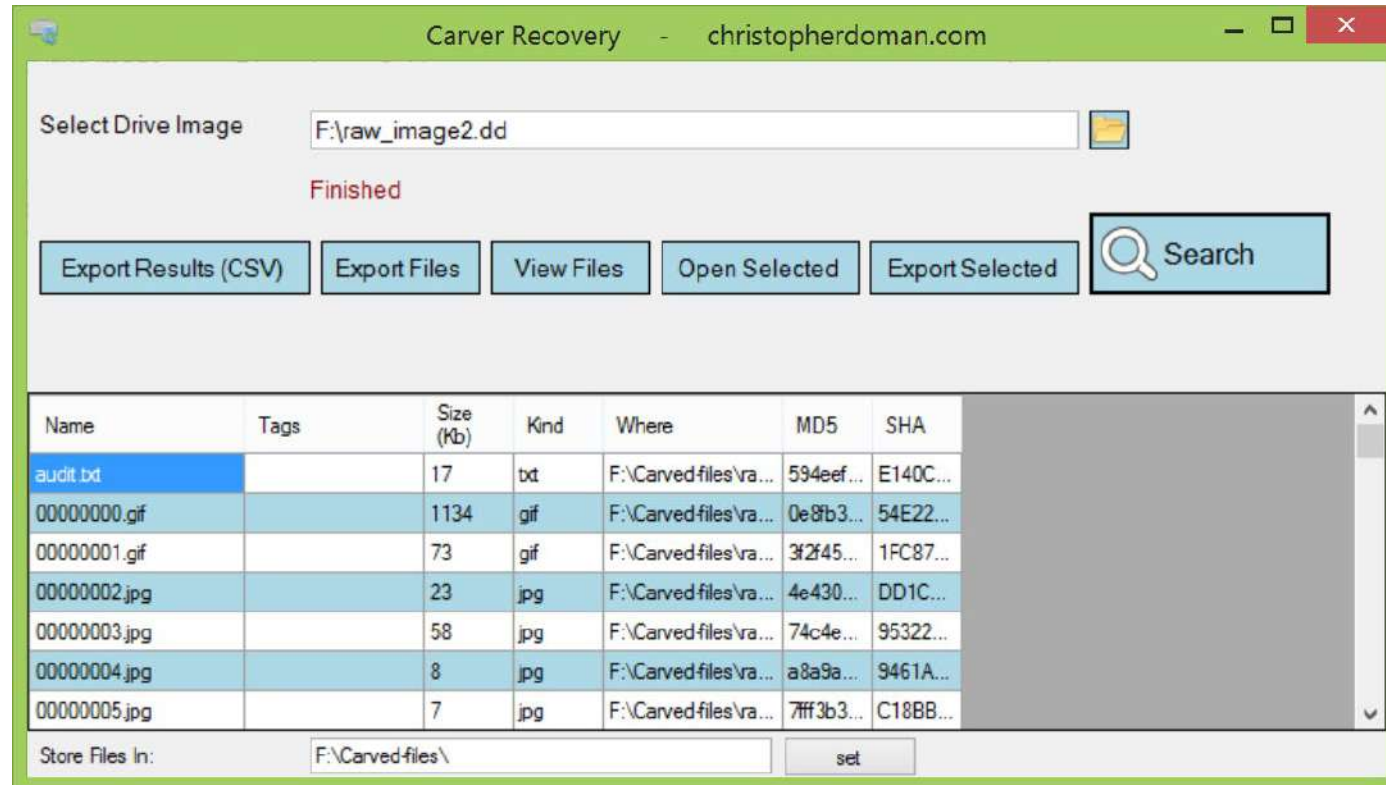 Carver Recovery - christopherdoman.com
Select Drive Image F:\raw_image2.dd
Finished
Export Results (CSV) Export Files View Files Open Selected Export Selected Search
Name Tags Size (Kb) Kind Where MD5 SHA
audit.txt 17 txt F:\Carved-files\ra... 594eef... E140C...
00000000.gif 1134 gif F:\Carved-files\ra... 0e8fb3... 54E22...
00000001.gif 73 gif F:\Carved-files\ra... 3f2f45... 1FC87...
00000002.jpg 23 jpg F:\Carved-files\ra... 4e430... DD1C...
00000003.jpg 58 jpg F:\Carved-files\ra... 74c4e... 95322...
00000004.jpg 8 jpg F:\Carved-files\ra... a8a9a... 9461A...
00000005.jpg 7 jpg F:\Carved-files\ra... 7fff3b3... C18BB...
Store Files In: F:\Carved-files\ set